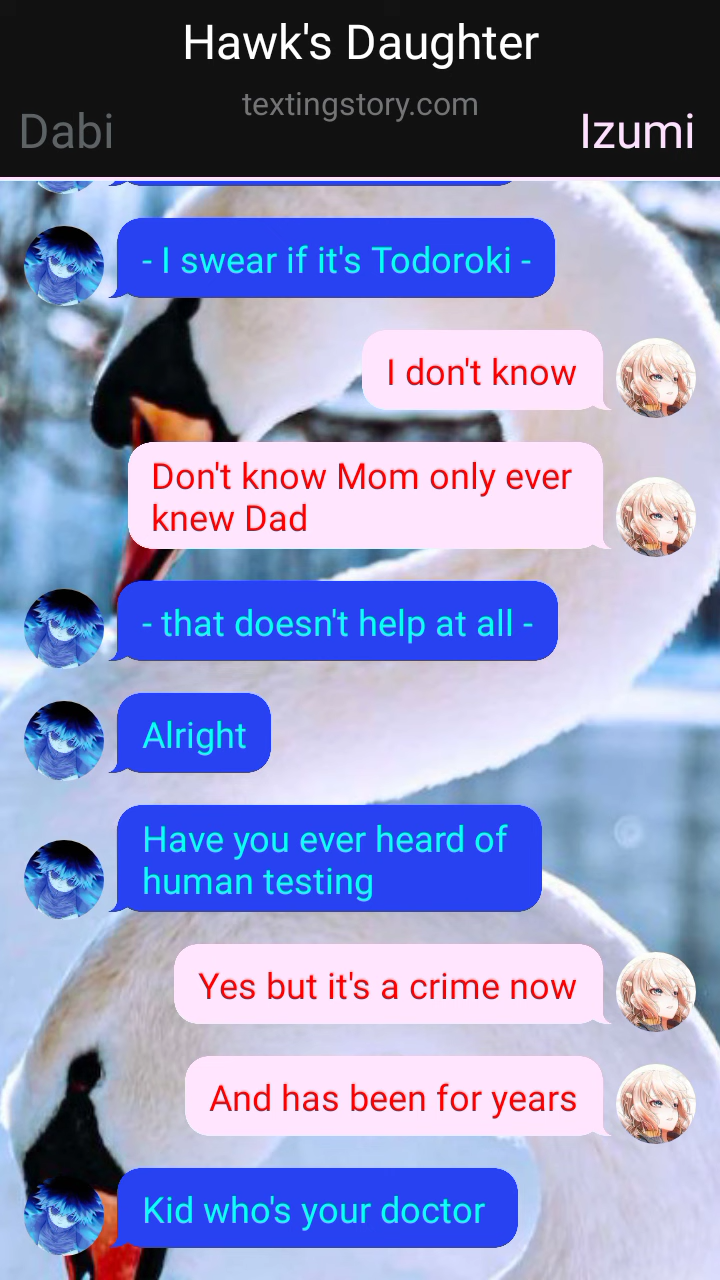 Hawk's Daughter
textingstory.com
Dabi
Izumi
- I swear if it's Todoroki -
I don't know
Don't know Mom only ever
knew Dad
- that doesn't help at all -
Alright
Have you ever heard of
human testing
Yes but it's a crime now
And has been for years
Kid who's your doctor